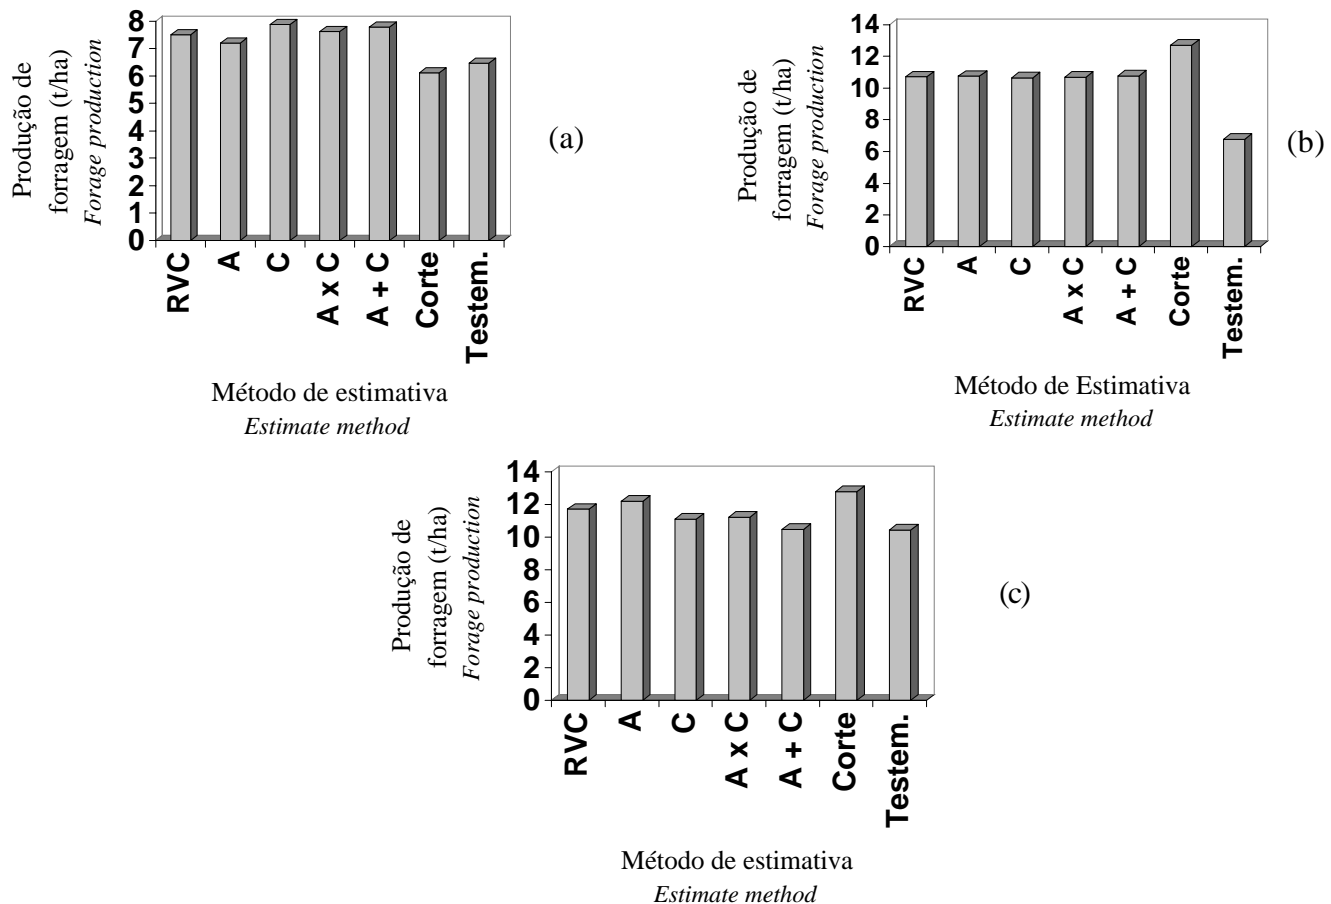 Produção de
forragem (t/ha)
Forage production
8
7
6
5
4
3
2
1
0
RVC
A
C
A x C
A + C
Corte
Testem.
Método de estimativa
Estimate method
(a)
Produção de
forragem (t/ha)
Forage production
14
12
10
8
6
4
2
0
RVC
A
C
A x C
A + C
Corte
Testem.
Método de Estimativa
Estimate method
(b)
Produção de
forragem (t/ha)
Forage production
14
12
10
8
6
4
2
0
RVC
A
C
A x C
A + C
Corte
Testem.
Método de estimativa
Estimate method
(c)